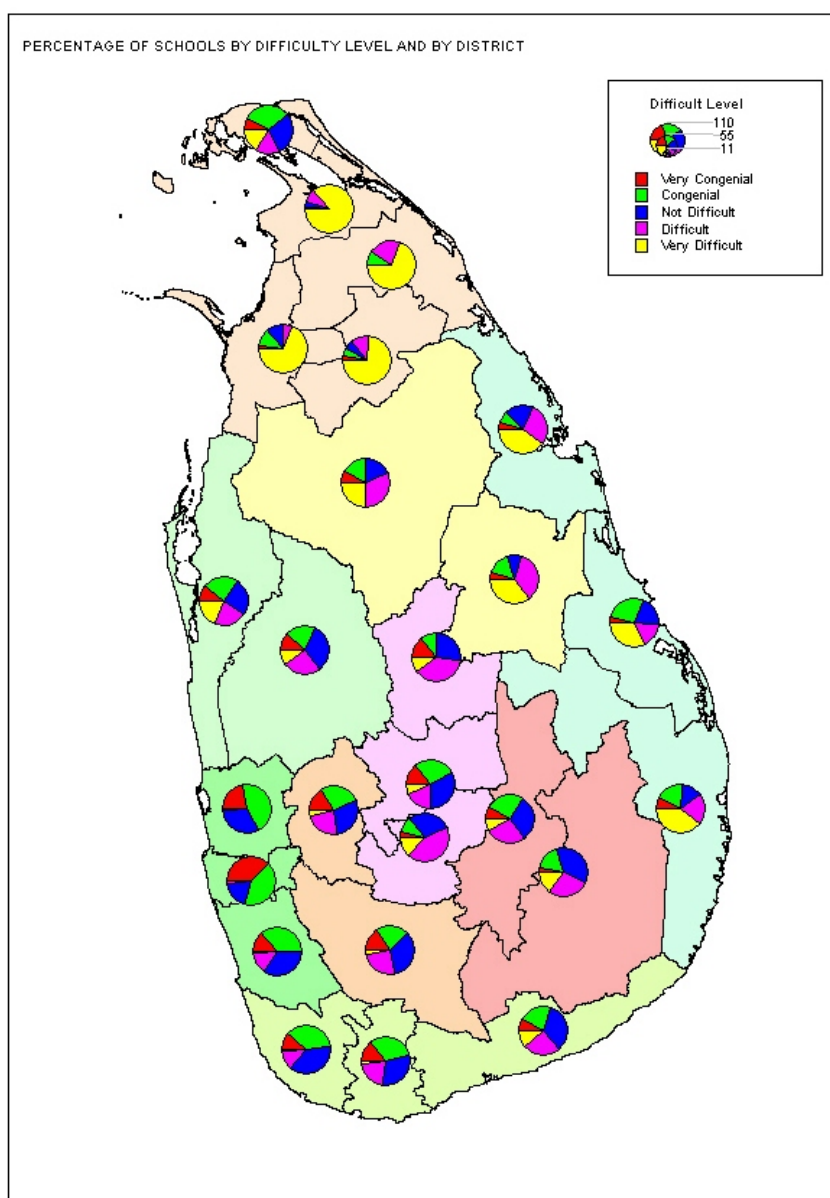 PERCENTAGE OF SCHOOLS BY DIFFICULTY LEVEL AND BY DISTRICT
Difficult Level
110
55
11
Very Congenial
Congenial
Not Difficult
Difficult
Very Difficult